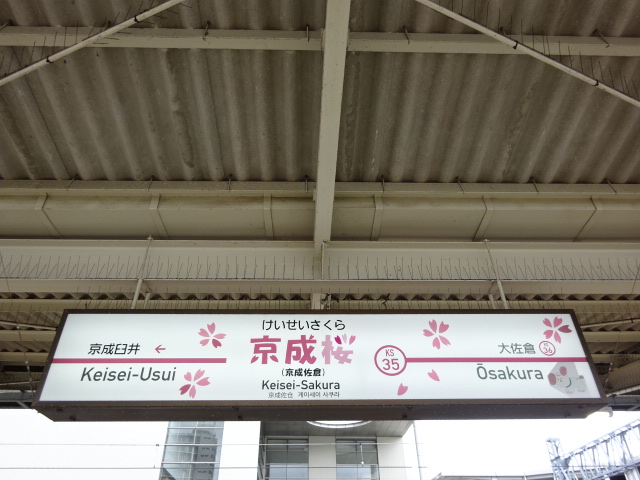 京成臼井 ←
Keisei-Usui
けいせいさくら
京成桜
(京成佐倉)
Keisei-Sakura
京成佐仓 게이세이 사쿠라
KS
35
大佐倉
KS
36
Ōsakura